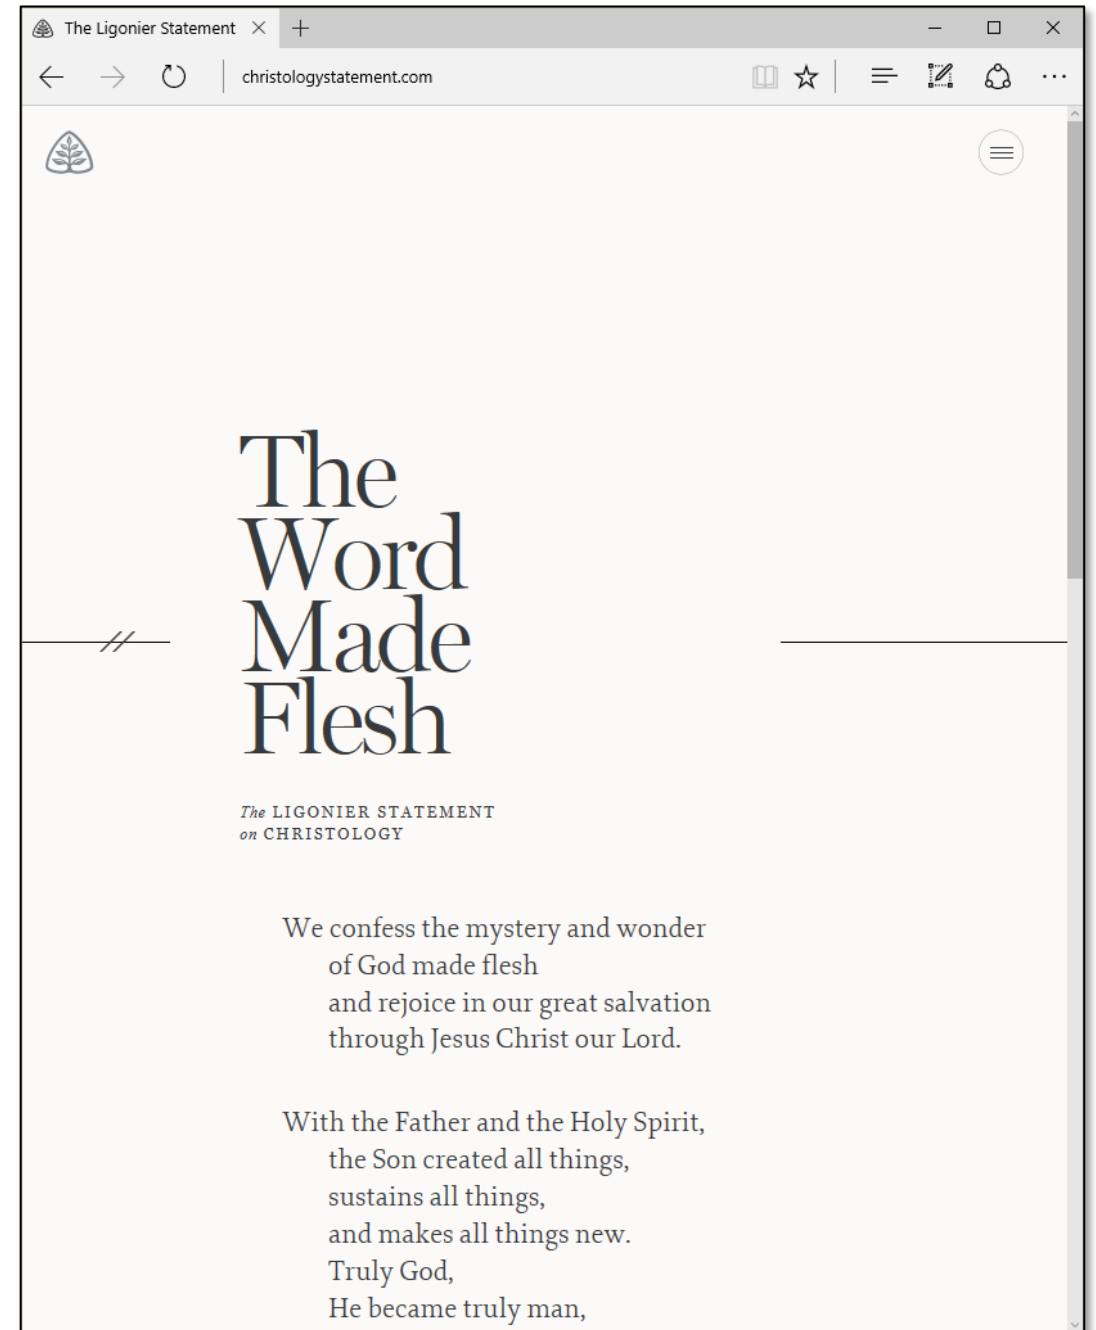 The Ligonier Statement
christologystatement.com
The
Word
Made
Flesh
The LIGONIER STATEMENT
on CHRISTOLOGY
We confess the mystery and wonder
of God made flesh
and rejoice in our great salvation
through Jesus Christ our Lord.
With the Father and the Holy Spirit,
the Son created all things,
sustains all things,
and makes all things new.
Truly God,
He became truly man,